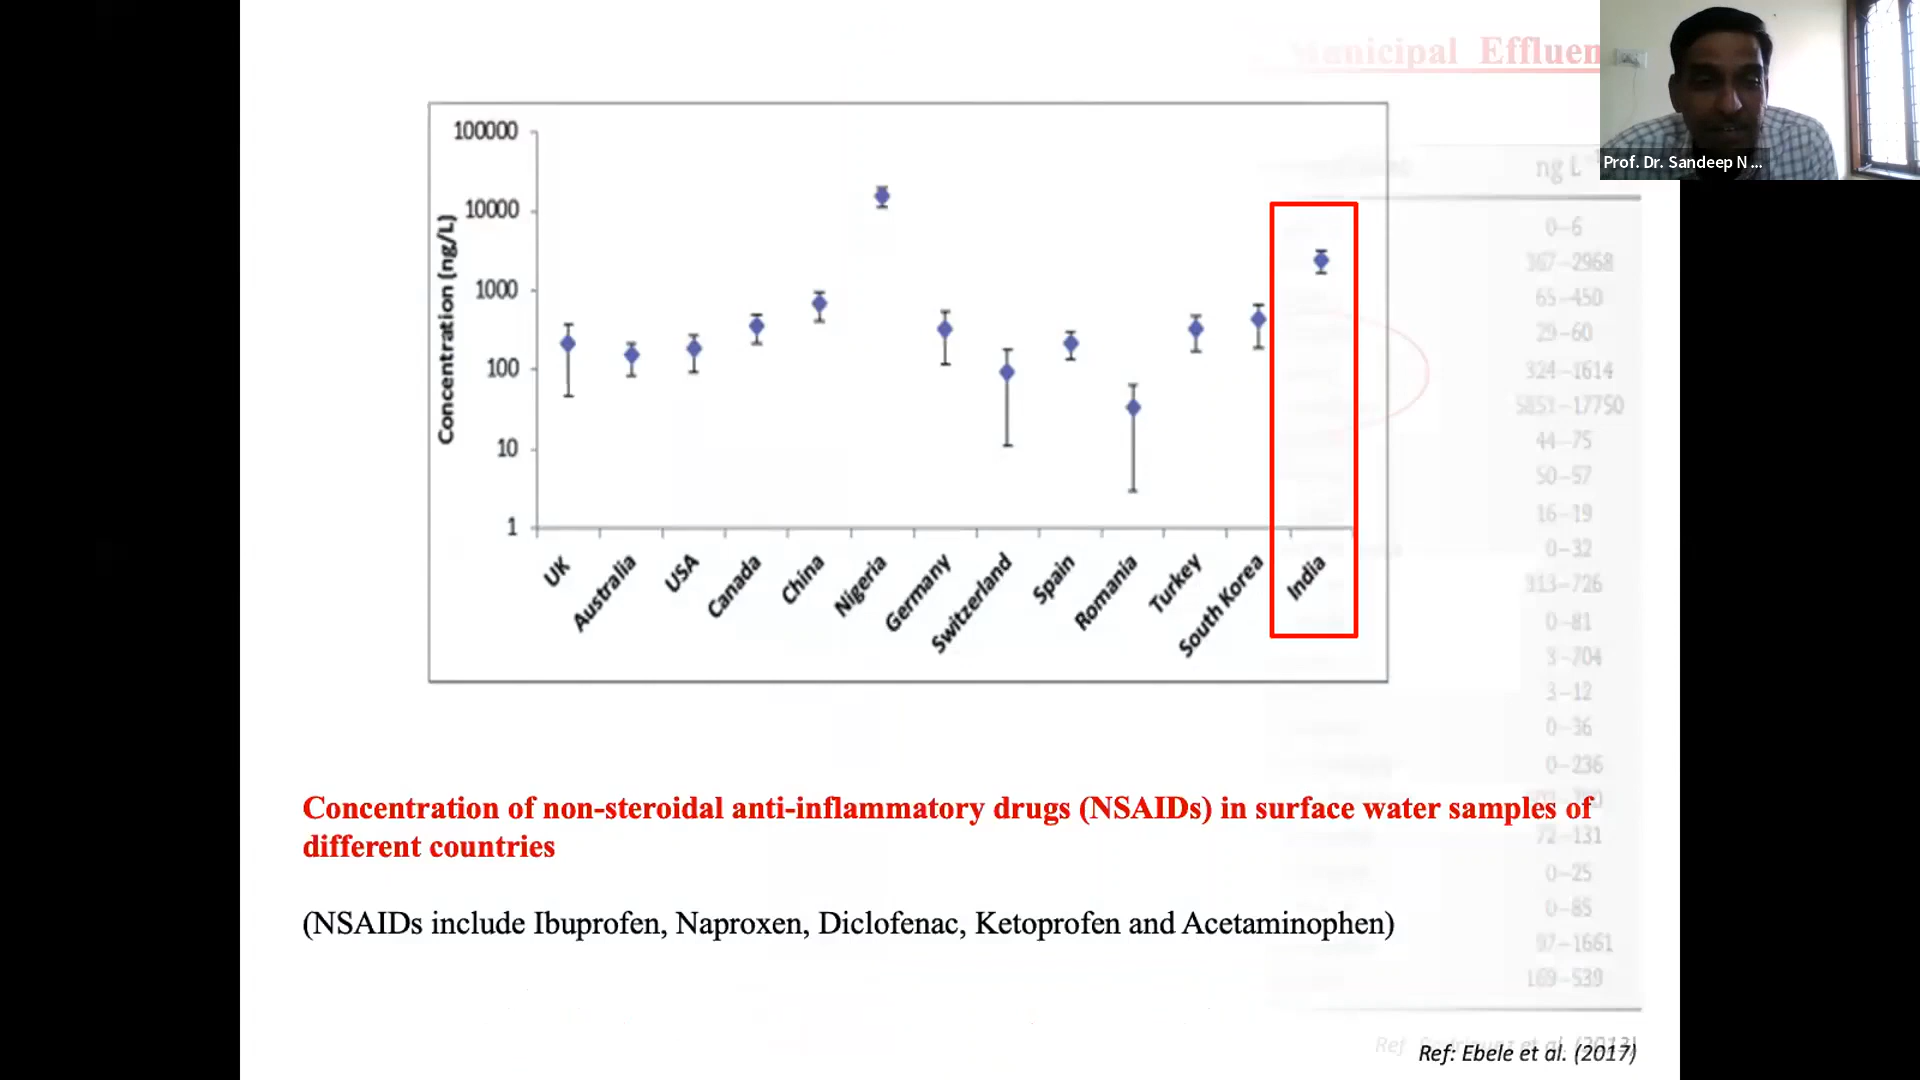 Municipal Effluen
Prof. Dr. Sandeep N ...
ng L
100000
10000
1000
100
10
1
Concentration (ng/L)
UK
Australia
USA
Canada
China
Nigeria
Germany
Switzerland
Spain
Romania
Turkey
South Korea
India
0–6
367–2968
65–450
29–60
324–1614
5851–17750
44–75
50–57
16–19
0–32
313–726
0–81
3–704
3–12
0–36
0–236
72–131
0–25
0–85
97–1661
169–539
Concentration of non-steroidal anti-inflammatory drugs (NSAIDs) in surface water samples of
different countries
(NSAIDs include Ibuprofen, Naproxen, Diclofenac, Ketoprofen and Acetaminophen)
Ref: Ebele et al. (2017)